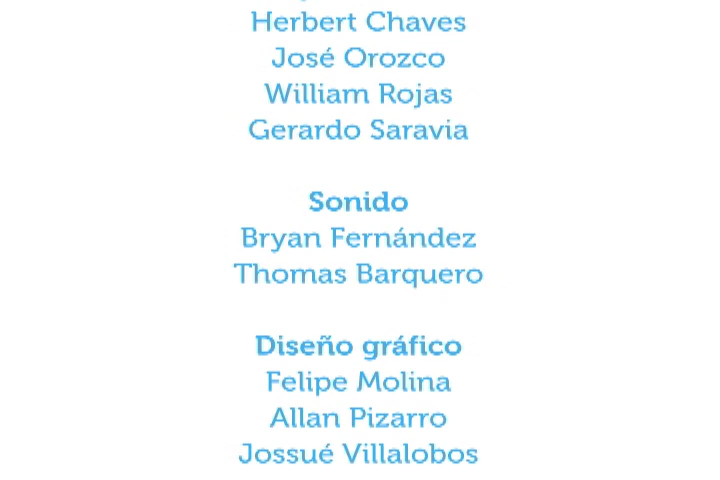 Herbert Chaves
José Orozco
William Rojas
Gerardo Saravia
Sonido
Bryan Fernández
Thomas Barquero
Diseño gráfico
Felipe Molina
Allan Pizarro
Jossué Villalobos